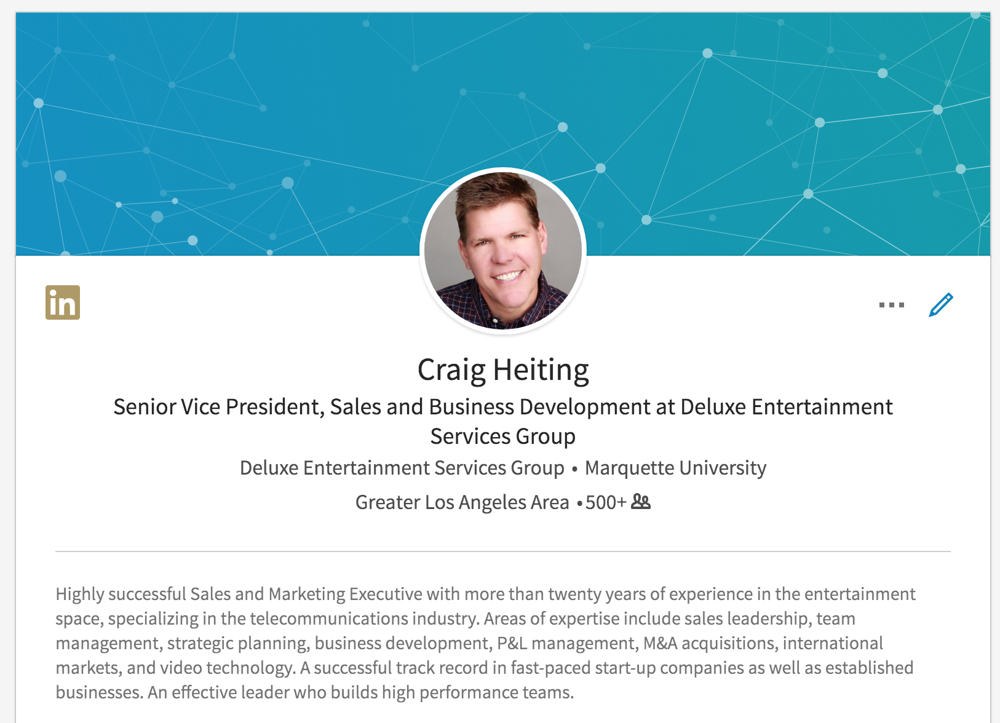 in
Craig Heiting
Senior Vice President, Sales and Business Development at Deluxe Entertainment
Services Group
Deluxe Entertainment Services Group • Marquette University
Greater Los Angeles Area • 500+
Highly successful Sales and Marketing Executive with more than twenty years of experience in the entertainment
space, specializing in the telecommunications industry. Areas of expertise include sales leadership, team
management, strategic planning, business development, P&L management, M&A acquisitions, international
markets, and video technology. A successful track record in fast-paced start-up companies as well as established
businesses. An effective leader who builds high performance teams.